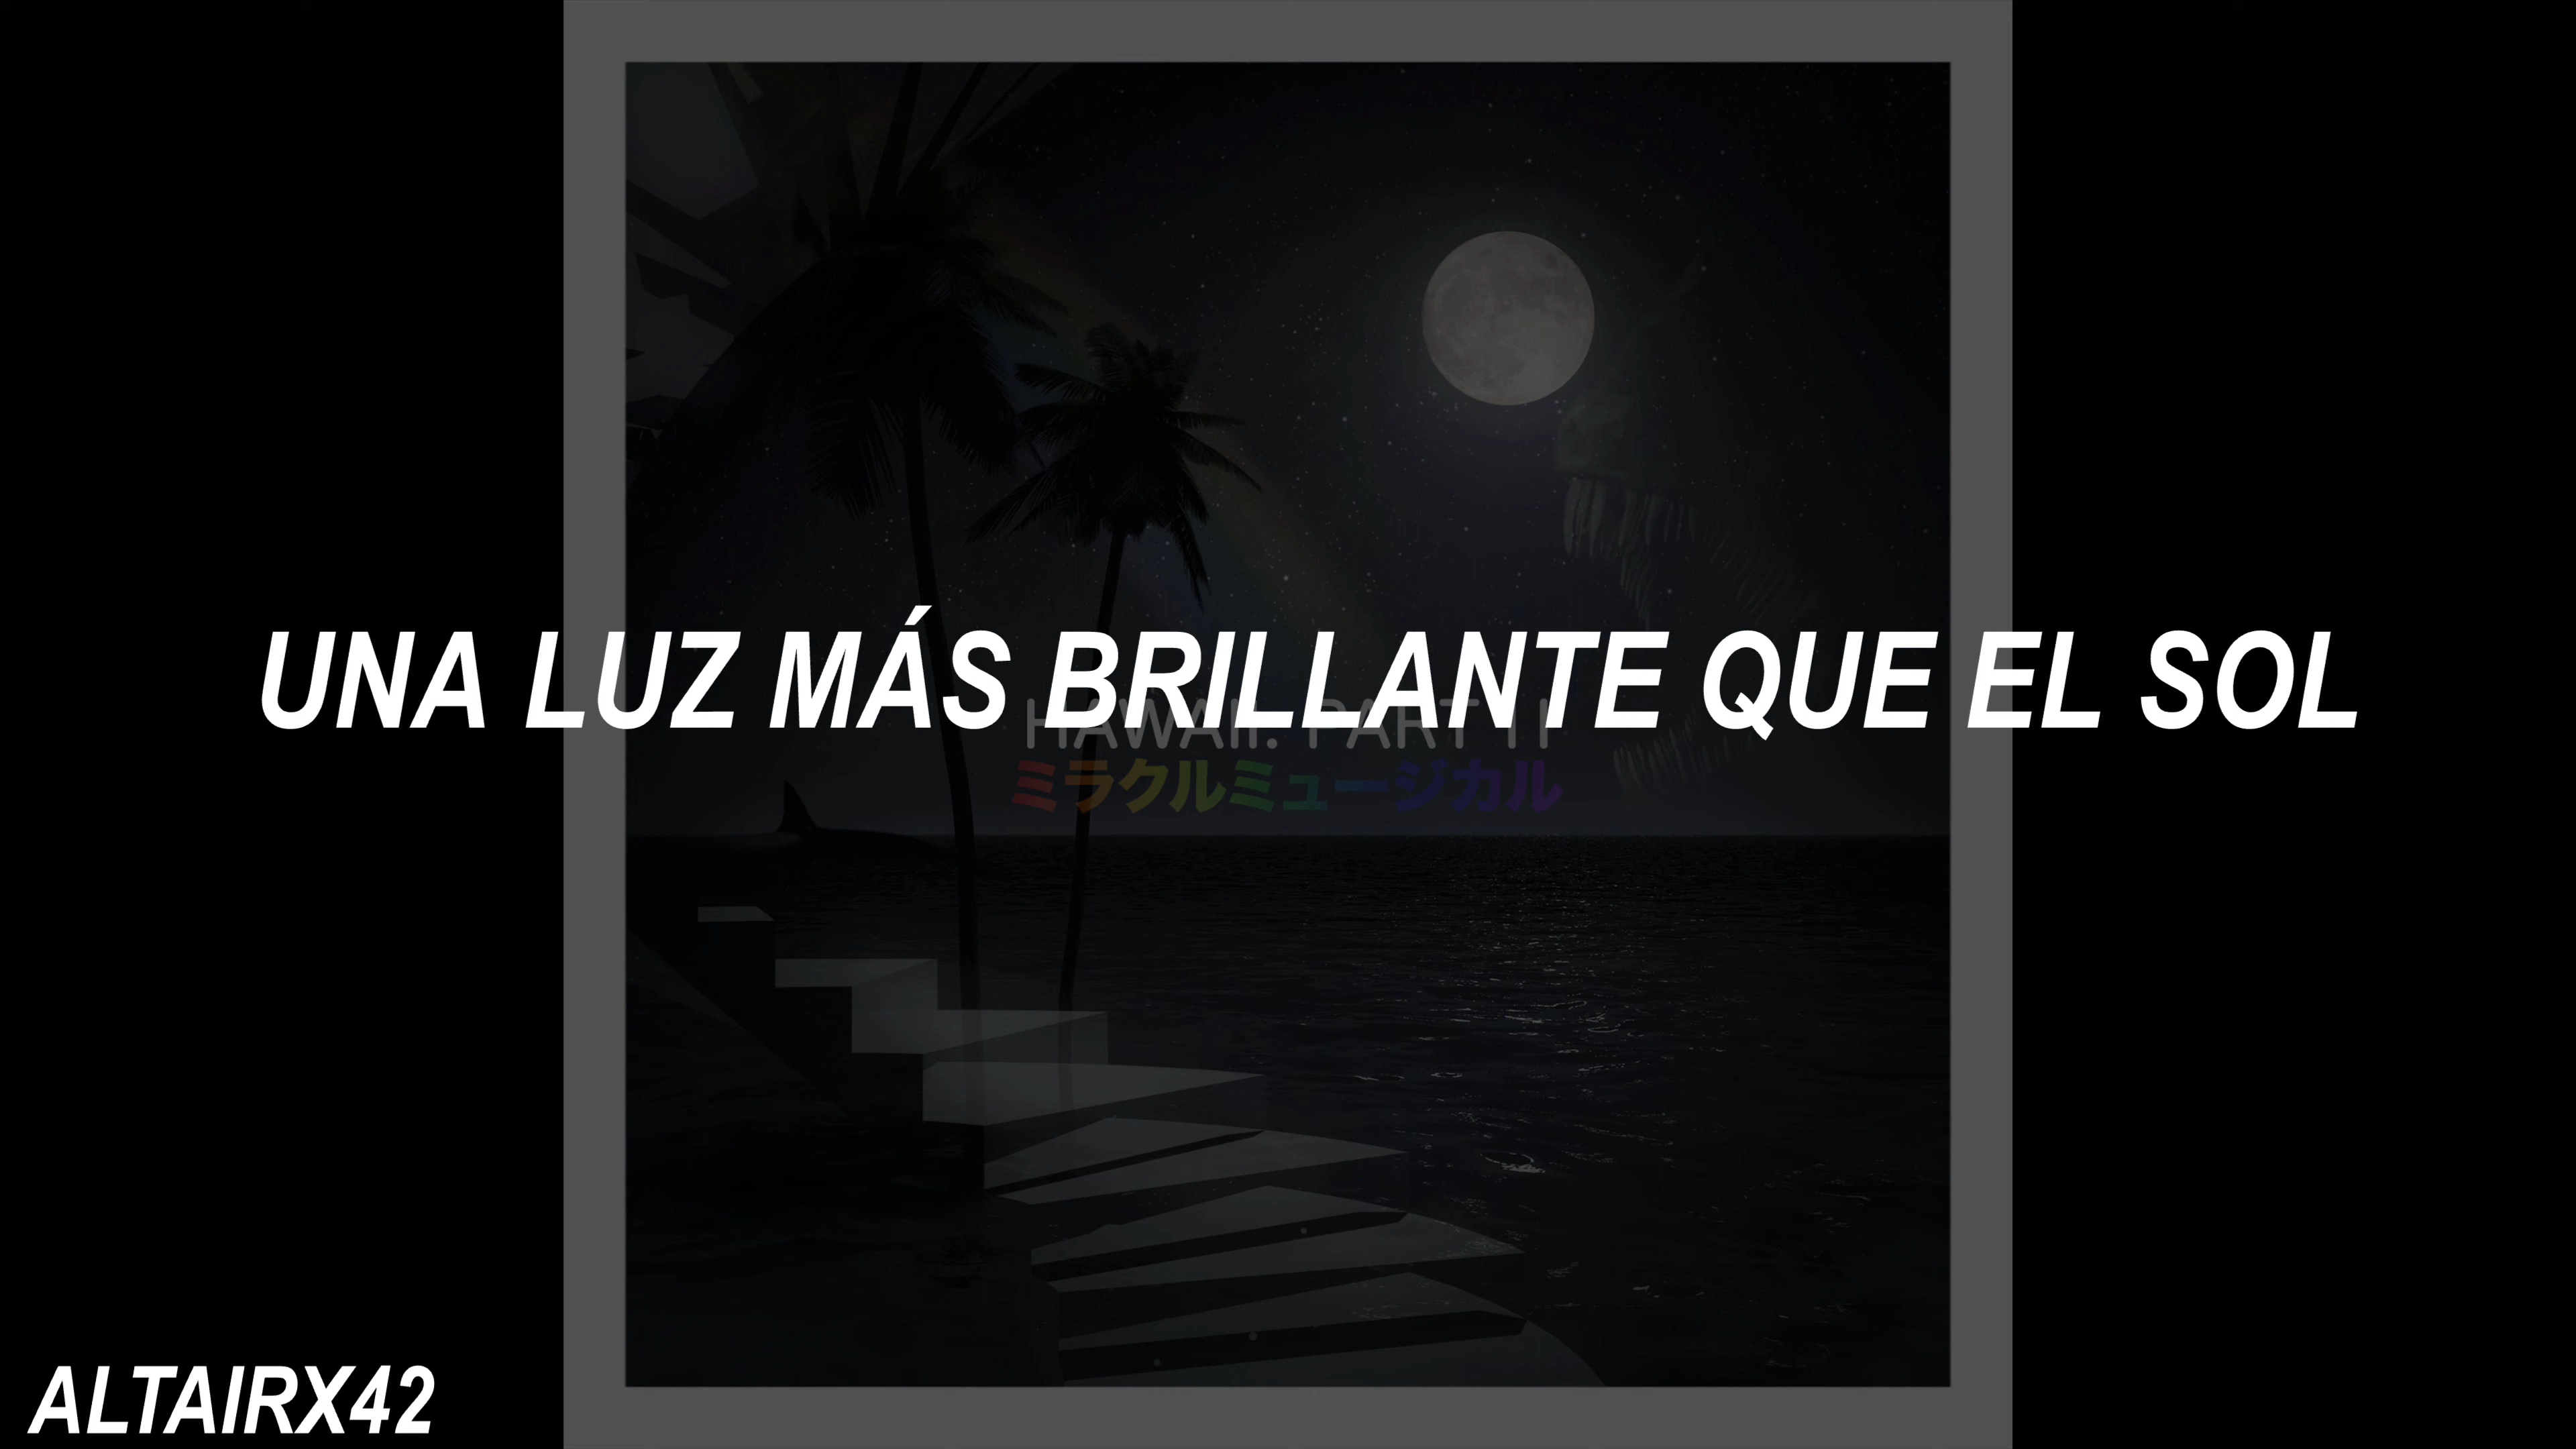 UNA LUZ MÁS BRILLANTE QUE EL SOL
HAWAII: PART II
ミラクルミュージカル
ALTAIRX42